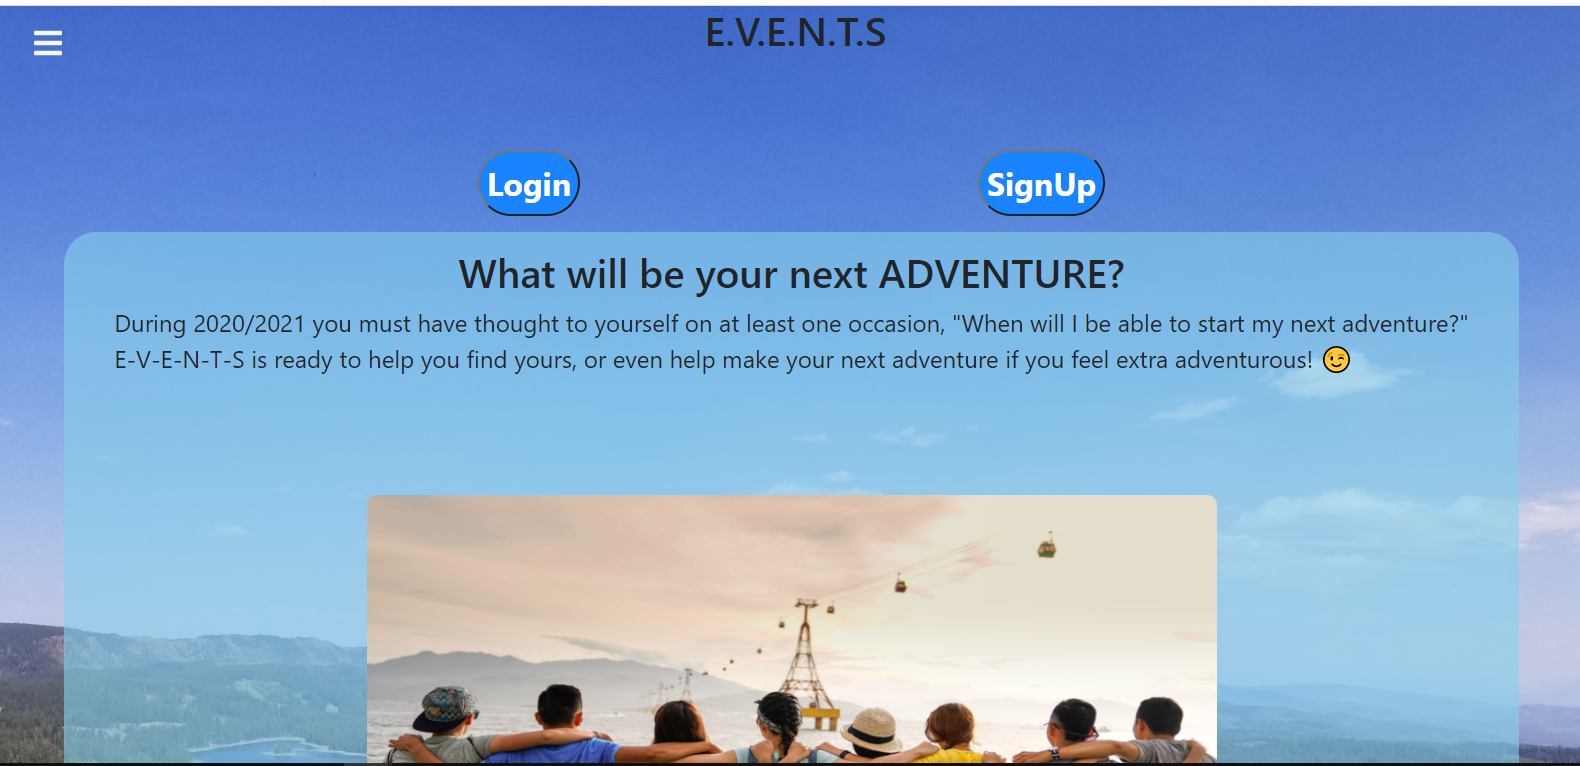 E.V.E.N.T.S
Login
SignUp
What will be your next ADVENTURE?
During 2020/2021 you must have thought to yourself on at least one occasion, "When will I be able to start my next adventure?"
E-V-E-N-T-S is ready to help you find yours, or even help make your next adventure if you feel extra adventurous! 😉